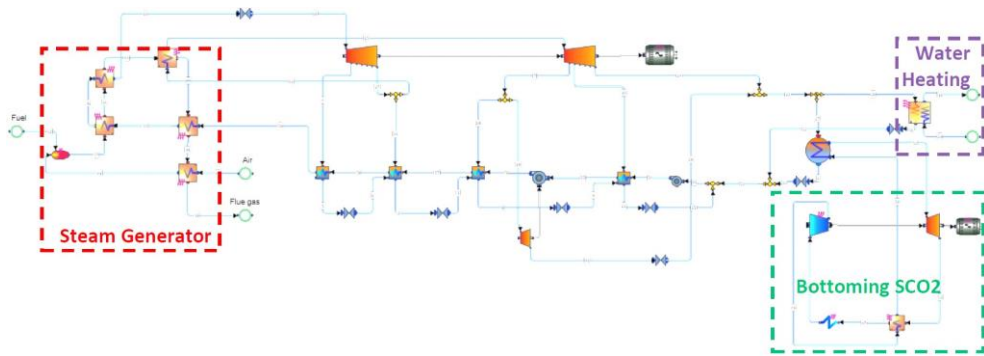 Water
Heating
Fuel
Air
Flue gas
Steam Generator
Bottoming SCO2